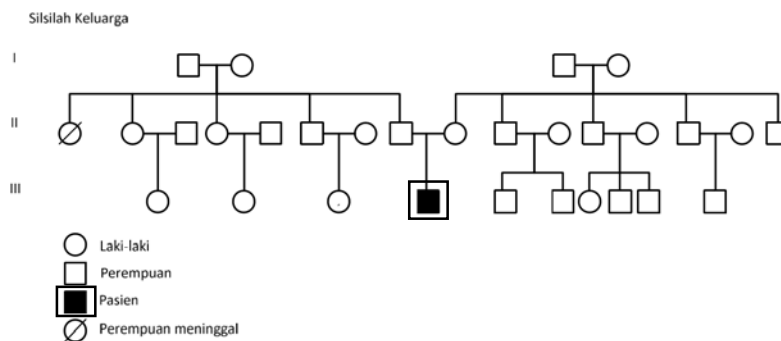 Silsilah Keluarga
I
II
III
Laki-laki
Perempuan
Pasien
Perempuan meninggal